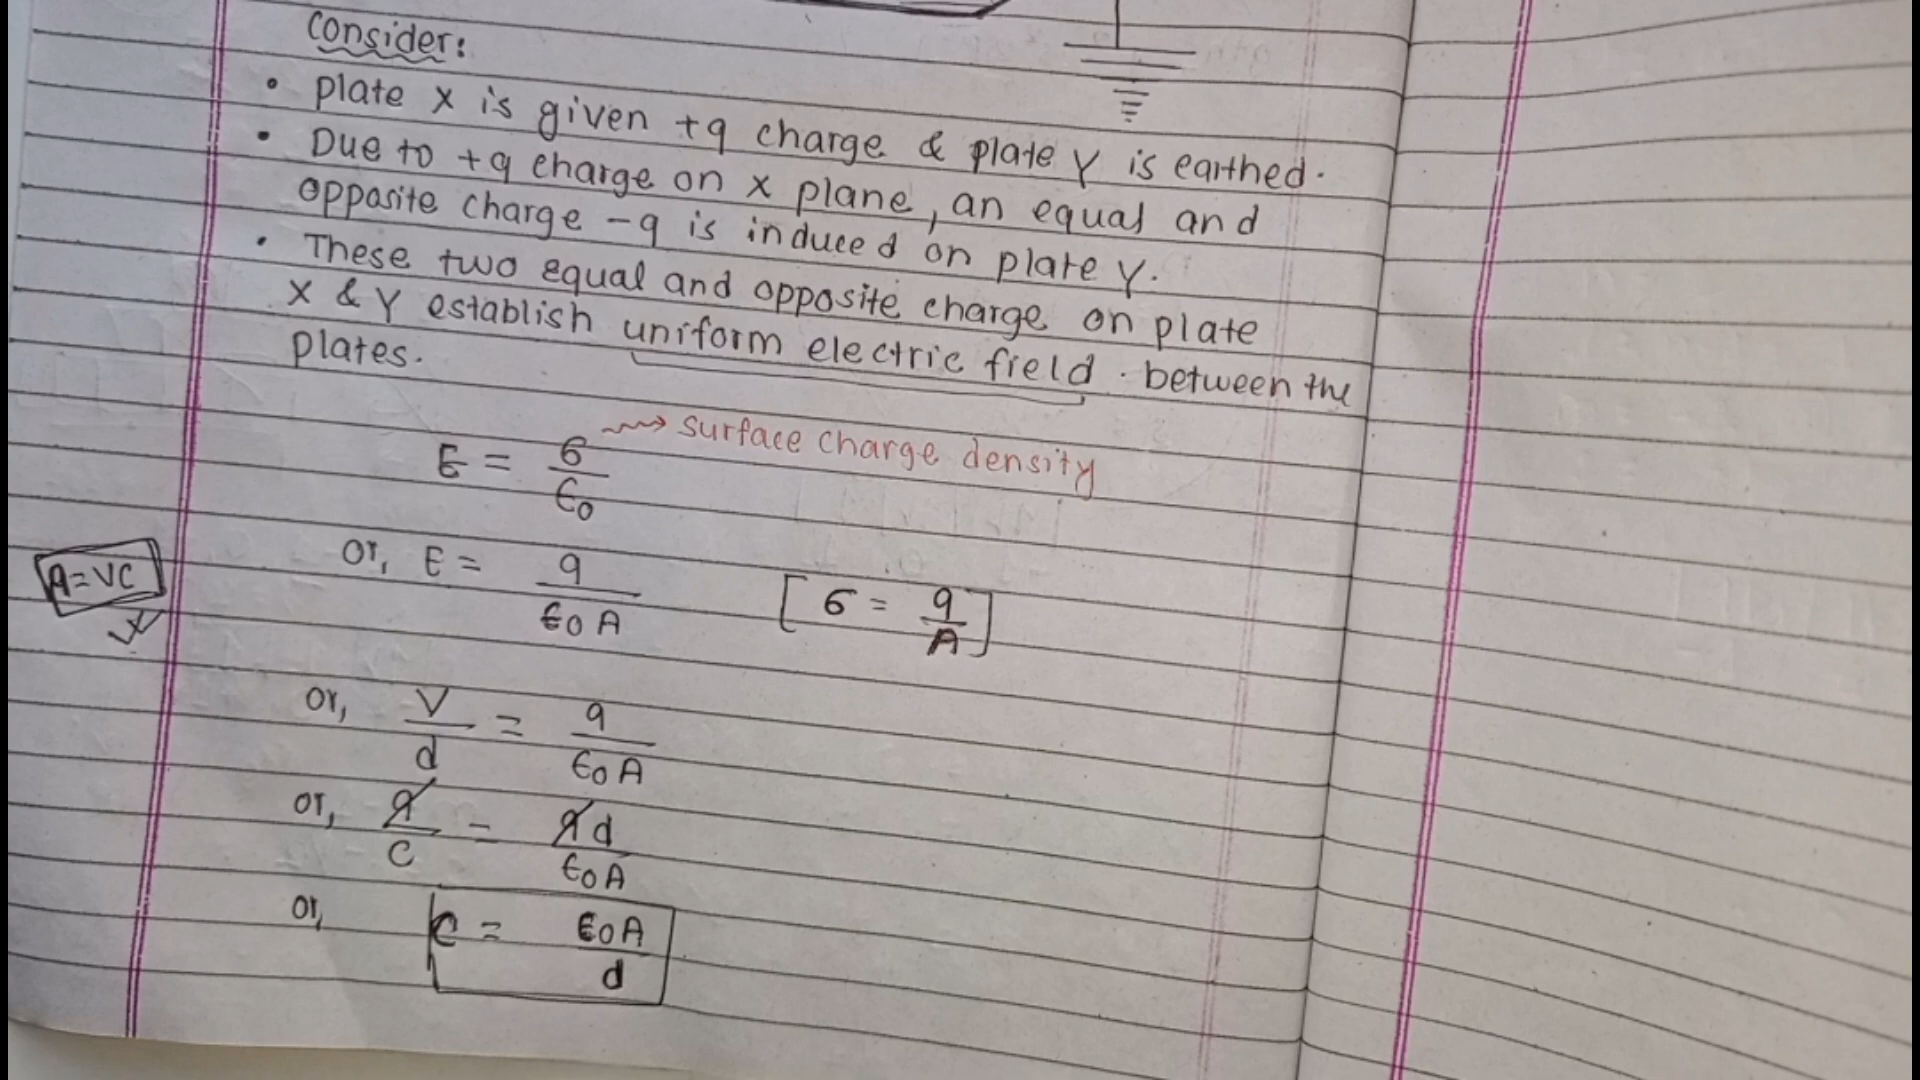 Consider:
• plate x is given +q charge & plate Y is earthed.
• Due to +q charge on x plane, an equal and
opposite charge -q is induced on plate Y.
• These two equal and opposite charge on plate
X & Y establish uniform electric field. between the
plates.
E = σ/ϵ0 ⇝ surface charge density
or, E = q/ϵ0A [σ = q/A]
A=VC
or, V/d = q/ϵ0A
or, q/C = qd/ϵ0A
or, C = ϵ0A/d